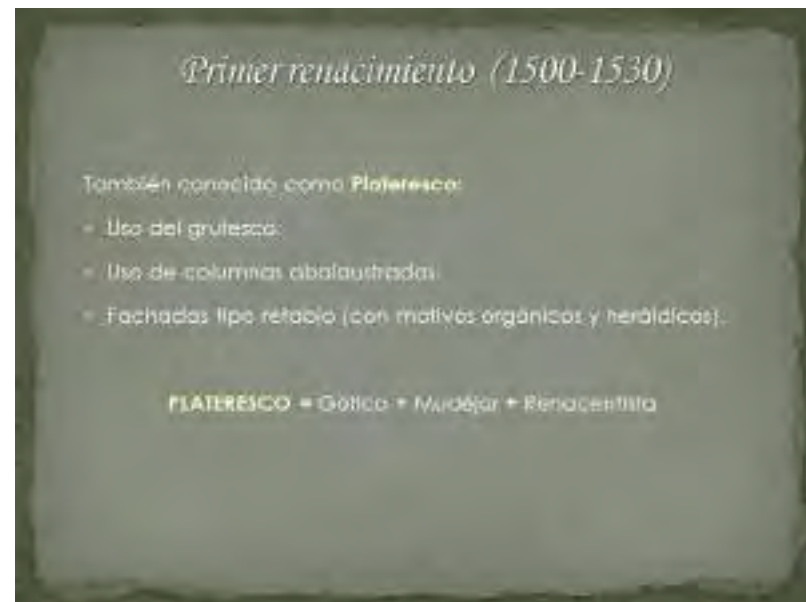 Primer renacimiento (1500-1530)
También conocido como Plateresco:
- Uso del grutesco.
- Uso de columnas abalaustradas.
- Fachadas tipo retablo (con motivos orgánicos y heráldicos).
PLATERESCO = Gótico + Mudéjar + Renacentista